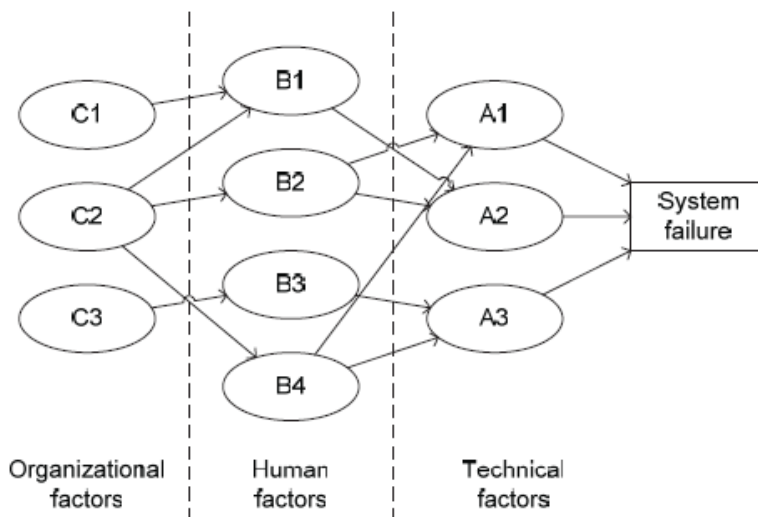 B1
C1
A1
B2
C2
A2
System
failure
B3
C3
A3
B4
Organizational
factors
Human
factors
Technical
factors